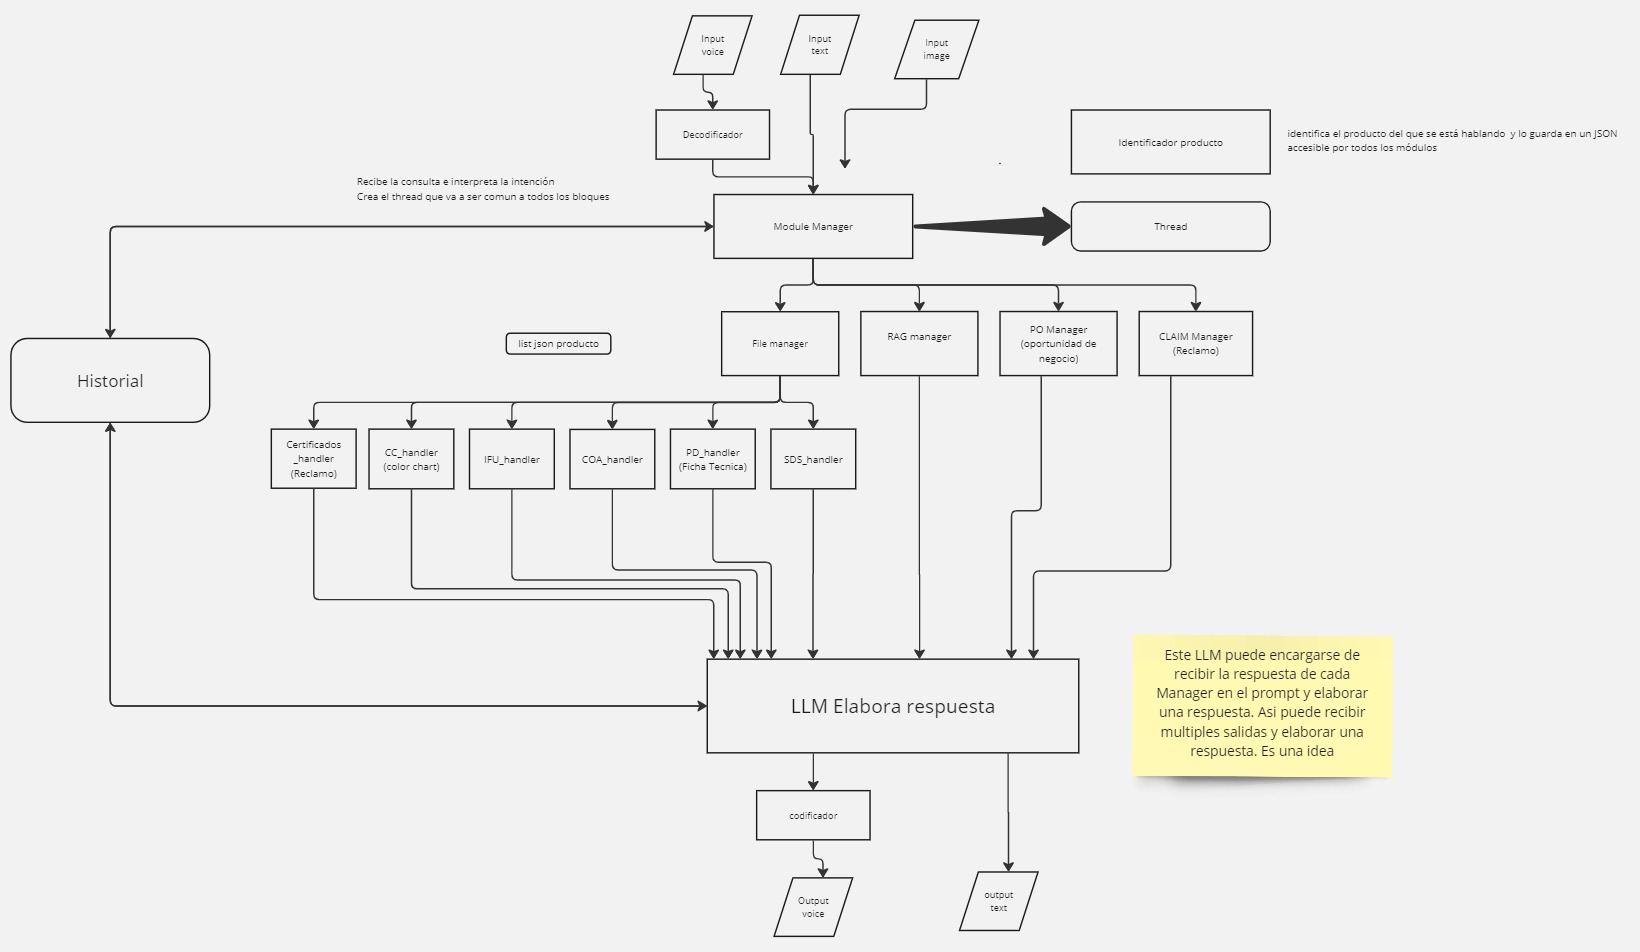 Input
voice
Input
text
Input
image
Decodificador
Identificador producto
identifica el producto del que se está hablando y lo guarda en un JSON
accesible por todos los módulos
Recibe la consulta e interpreta la intención
Crea el thread que va a ser comun a todos los bloques
Module Manager
Thread
Historial
list json producto
File manager
RAG manager
PO Manager
(oportunidad de
negocio)
CLAIM Manager
(Reclamo)
Certificados
_handler
(Reclamo)
CC_handler
(color chart)
IFU_handler
COA_handler
PD_handler
(Ficha Tecnica)
SDS_handler
LLM Elabora respuesta
Este LLM puede encargarse de
recibir la respuesta de cada
Manager en el prompt y elaborar
una respuesta. Asi puede recibir
multiples salidas y elaborar una
respuesta. Es una idea
codificador
Output
voice
output
text